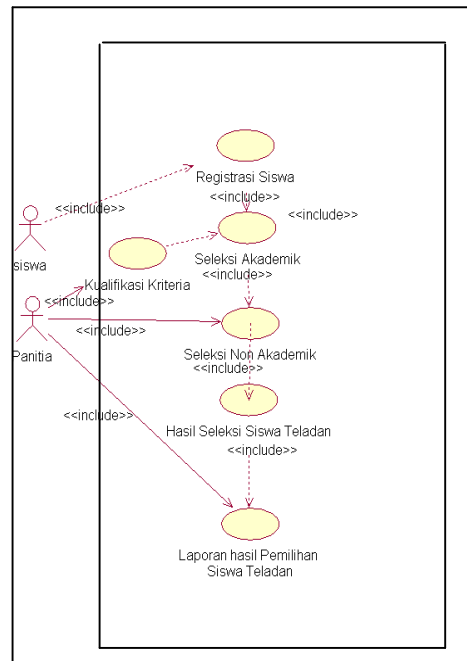 Registrasi Siswa
<<include>>
<<include>>
<<include>>
siswa
Seleksi Akademik
<<include>>
Kualifikasi Kriteria
<<include>>
<<include>>
Panitia
Seleksi Non Akademik
<<include>>
<<include>>
Hasil Seleksi Siswa Teladan
<<include>>
Laporan hasil Pemilihan
Siswa Teladan